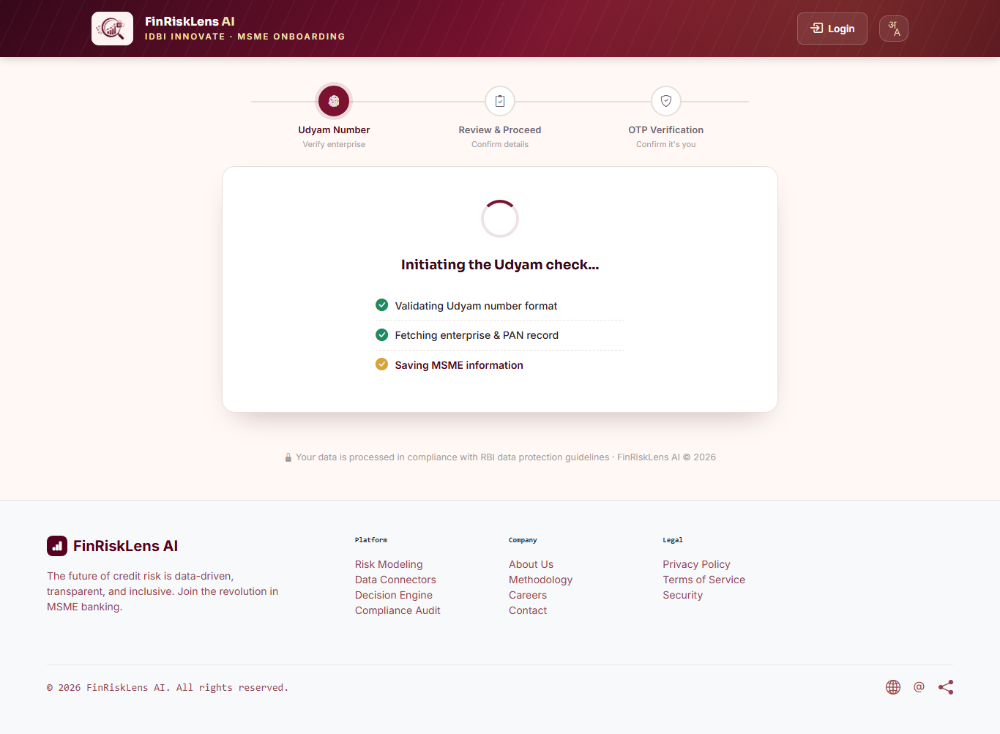 FinRiskLens AI
IDBI INNOVATE · MSME ONBOARDING
Login
अ
A
Udyam Number
Verify enterprise
Review & Proceed
Confirm details
OTP Verification
Confirm it's you
Initiating the Udyam check...
Validating Udyam number format
Fetching enterprise & PAN record
Saving MSME information
Your data is processed in compliance with RBI data protection guidelines · FinRiskLens AI © 2026
FinRiskLens AI
The future of credit risk is data-driven,
transparent, and inclusive. Join the revolution in
MSME banking.
Platform
Risk Modeling
Data Connectors
Decision Engine
Compliance Audit
Company
About Us
Methodology
Careers
Contact
Legal
Privacy Policy
Terms of Service
Security
© 2026 FinRiskLens AI. All rights reserved.
@